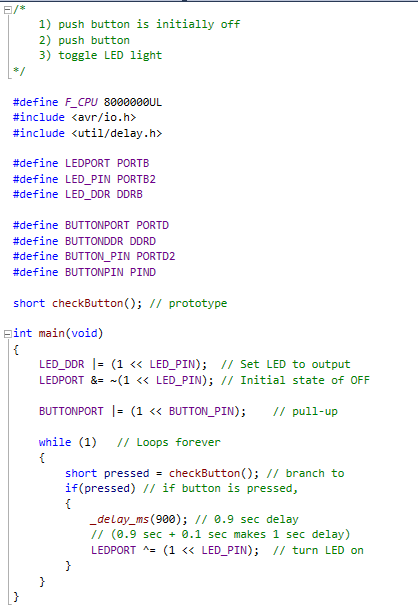 /*
    1) push button is initially off
    2) push button
    3) toggle LED light
*/

#define F_CPU 8000000UL
#include <avr/io.h>
#include <util/delay.h>

#define LEDPORT PORTB
#define LED_PIN PORTB2
#define LED_DDR DDRB

#define BUTTONPORT PORTD
#define BUTTONDDR DDRD
#define BUTTON_PIN PORTD2
#define BUTTONPIN PIND

short checkButton(); // prototype

int main(void)
{
    LED_DDR |= (1 << LED_PIN);  // Set LED to output
    LEDPORT &= ~(1 << LED_PIN); // Initial state of OFF

    BUTTONPORT |= (1 << BUTTON_PIN);    // pull-up

    while (1)   // Loops forever
    {
        short pressed = checkButton(); // branch to
        if(pressed) // if button is pressed,
        {
            _delay_ms(900); // 0.9 sec delay
            // (0.9 sec + 0.1 sec makes 1 sec delay)
            LEDPORT ^= (1 << LED_PIN);  // turn LED on
        }
    }
}